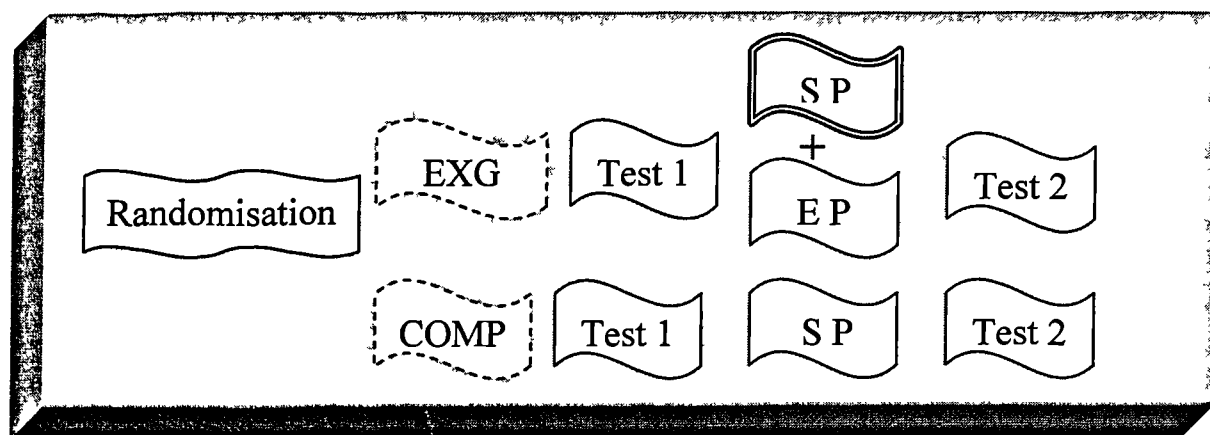 S P
+
EXG Test 1 E P Test 2
Randomisation
COMP Test 1 S P Test 2